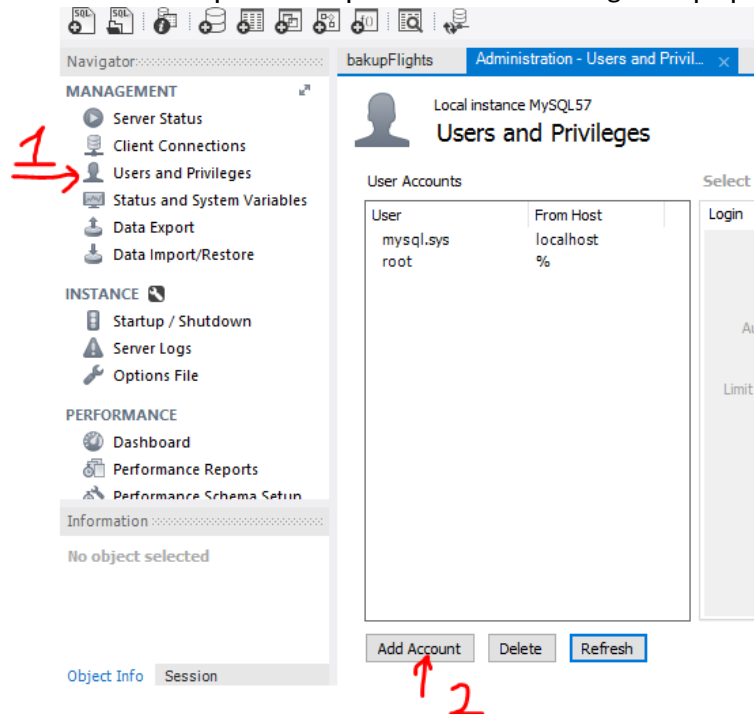 SQL SQL
Navigator
bakupFlights Administration - Users and Privil...
MANAGEMENT
Server Status
Client Connections
Users and Privileges
Status and System Variables
Data Export
Data Import/Restore
INSTANCE
Startup / Shutdown
Server Logs
Options File
PERFORMANCE
Dashboard
Performance Reports
Performance Schema Setup
Information
No object selected
Object Info Session
1
Local instance MySQL57
Users and Privileges
User Accounts
Select
User From Host
mysql.sys localhost
root %
Login
Limit
Add Account Delete Refresh
2